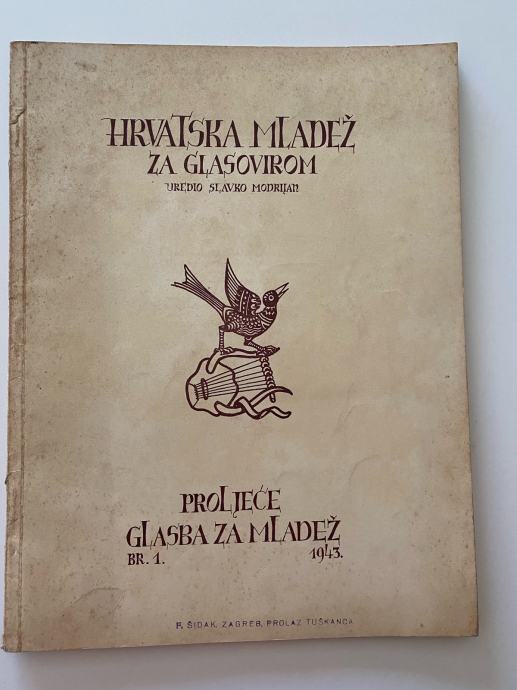 HRVATSKA MLADEŽ
ZA GLASOVIROM
UREDIO SLAVKO MODRIJAN
PROLJEĆE
GLASBA ZA MLADEŽ
BR. 1. 1943.
F. ŠIDAK, ZAGREB, PROLAZ TUŠKANCA